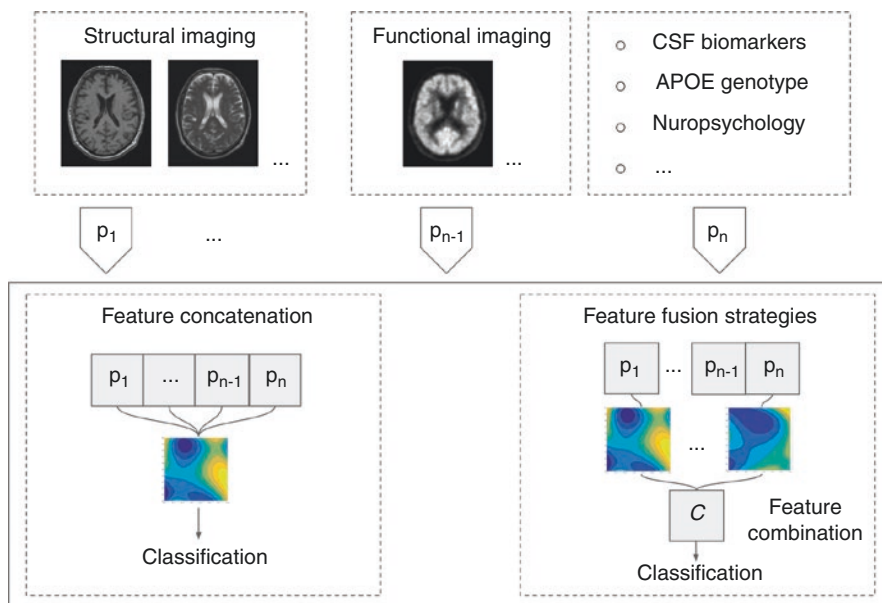 Structural imaging
...
Functional imaging
...
CSF biomarkers
APOE genotype
Nuropsychology
...
p1
...
pn-1
pn
Feature concatenation
p1 ... pn-1 pn
Classification
Feature fusion strategies
p1 ... pn-1 pn
...
C
Feature
combination
Classification